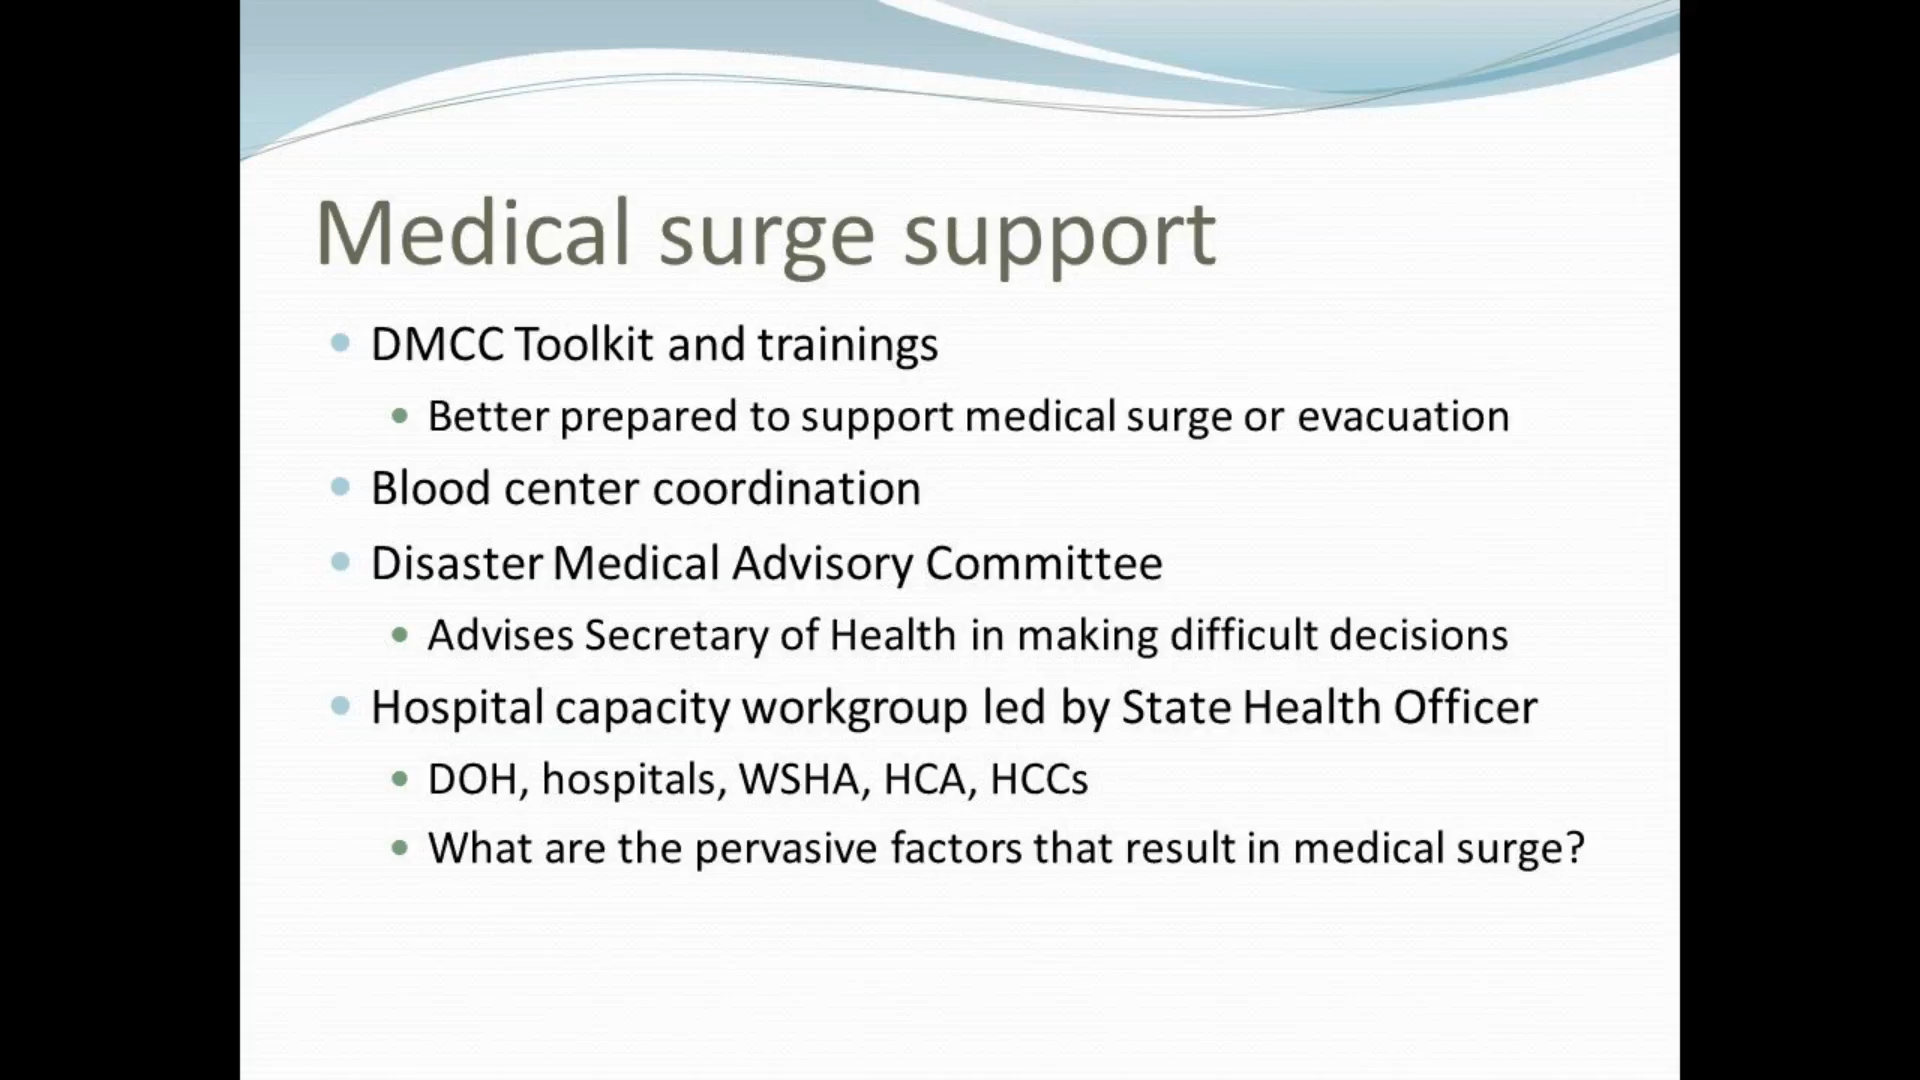 Medical surge support
DMCC Toolkit and trainings
Better prepared to support medical surge or evacuation
Blood center coordination
Disaster Medical Advisory Committee
Advises Secretary of Health in making difficult decisions
Hospital capacity workgroup led by State Health Officer
DOH, hospitals, WSHA, HCA, HCCs
What are the pervasive factors that result in medical surge?